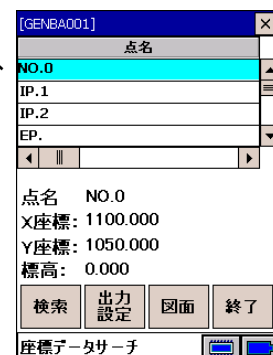 [GENBA001]
点名
NO.0
IP.1
IP.2
EP.
点名 NO.0
X座標: 1100.000
Y座標: 1050.000
標高: 0.000
検索 出力設定 図面 終了
座標データサーチ